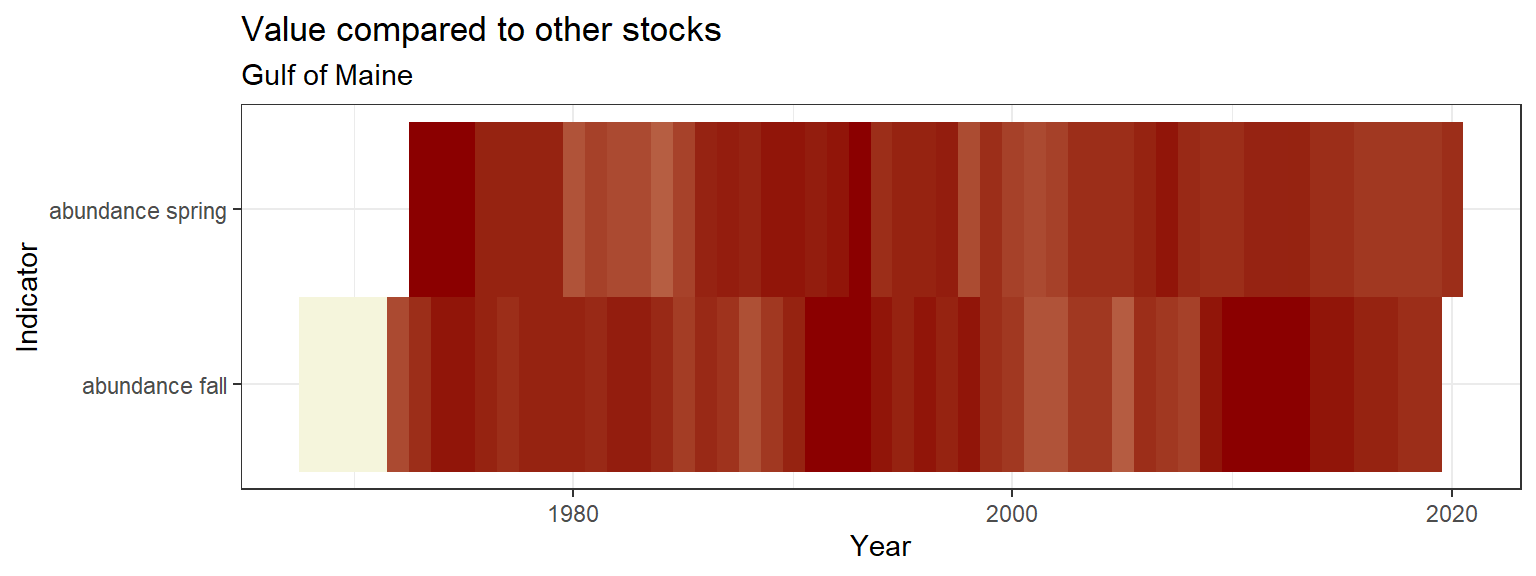 Value compared to other stocks
Gulf of Maine
Indicator
abundance spring
abundance fall
1980 2000 2020
Year